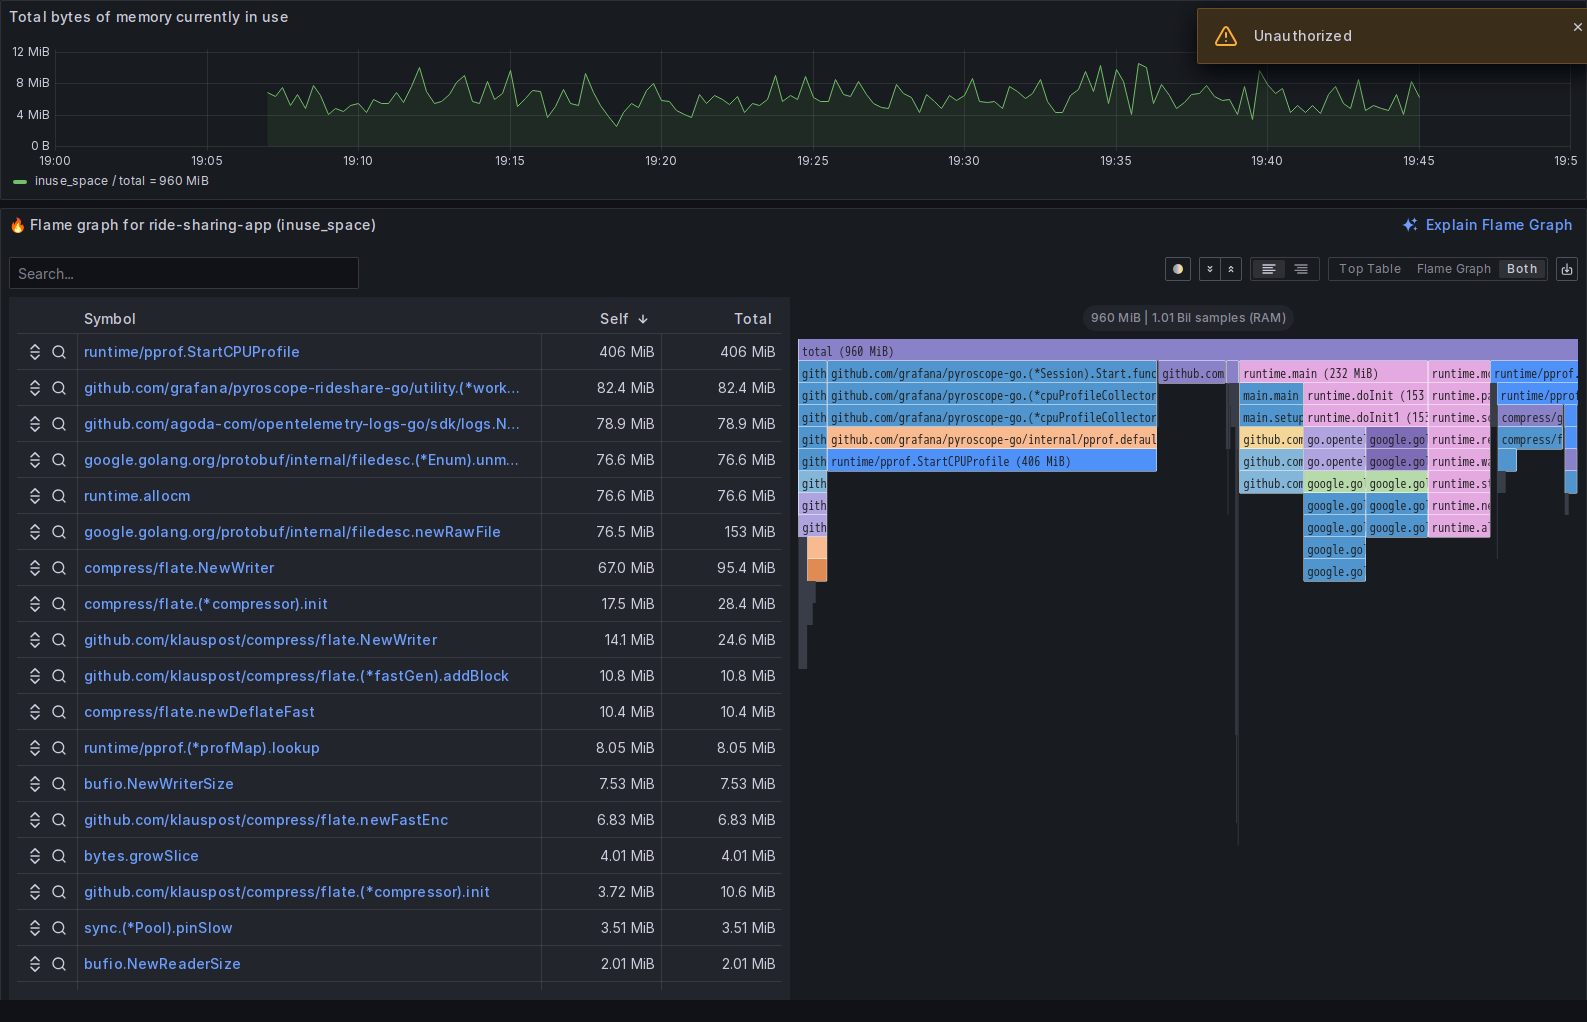 Total bytes of memory currently in use
Unauthorized
12 MiB
8 MiB
4 MiB
0 B
19:00 19:05 19:10 19:15 19:20 19:25 19:30 19:35 19:40 19:45 19:5
inuse_space / total = 960 MiB
Flame graph for ride-sharing-app (inuse_space)
Explain Flame Graph
Search...
Top Table Flame Graph Both
Symbol Self Total
runtime/pprof.StartCPUProfile 406 MiB 406 MiB
github.com/grafana/pyroscope-rideshare-go/utility.(*work... 82.4 MiB 82.4 MiB
github.com/agoda-com/opentelemetry-logs-go/sdk/logs.N... 78.9 MiB 78.9 MiB
google.golang.org/protobuf/internal/filedesc.(*Enum).unm... 76.6 MiB 76.6 MiB
runtime.allocm 76.6 MiB 76.6 MiB
google.golang.org/protobuf/internal/filedesc.newRawFile 76.5 MiB 153 MiB
compress/flate.NewWriter 67.0 MiB 95.4 MiB
compress/flate.(*compressor).init 17.5 MiB 28.4 MiB
github.com/klauspost/compress/flate.NewWriter 14.1 MiB 24.6 MiB
github.com/klauspost/compress/flate.(*fastGen).addBlock 10.8 MiB 10.8 MiB
compress/flate.newDeflateFast 10.4 MiB 10.4 MiB
runtime/pprof.(*profMap).lookup 8.05 MiB 8.05 MiB
bufio.NewWriterSize 7.53 MiB 7.53 MiB
github.com/klauspost/compress/flate.newFastEnc 6.83 MiB 6.83 MiB
bytes.growSlice 4.01 MiB 4.01 MiB
github.com/klauspost/compress/flate.(*compressor).init 3.72 MiB 10.6 MiB
sync.(*Pool).pinSlow 3.51 MiB 3.51 MiB
bufio.NewReaderSize 2.01 MiB 2.01 MiB
960 MiB | 1.01 Bil samples (RAM)
total (960 MiB)
gith github.com/grafana/pyroscope-go.(*Session).Start.func github.com runtime.main (232 MiB) runtime.mc runtime/pprof.
gith github.com/grafana/pyroscope-go.(*cpuProfileCollector main.main runtime.doInit (153 runtime.pa runtime/pprof
gith github.com/grafana/pyroscope-go.(*cpuProfileCollector main.setup runtime.doInit1 (153 runtime.sc compress/g
gith github.com/grafana/pyroscope-go/internal/pprof.defaul github.com go.opente google.go runtime.re compress/f
gith runtime/pprof.StartCPUProfile (406 MiB) github.com go.opente google.go runtime.wa
gith github.com google.go google.go runtime.st
gith google.go google.go runtime.ne
gith google.go google.go runtime.a
google.go
google.go